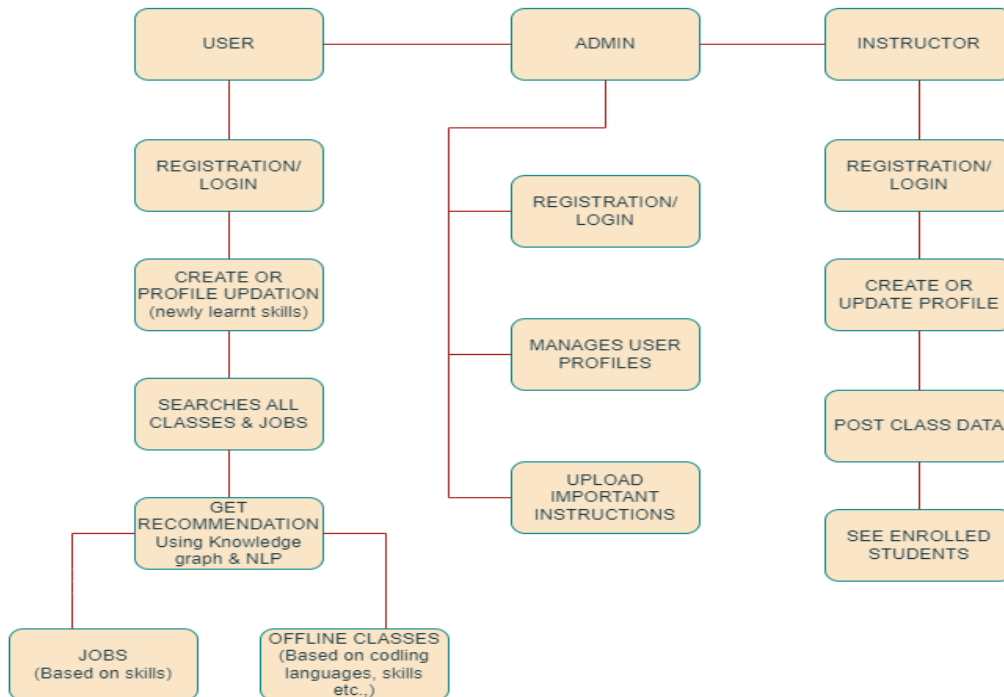 USER
ADMIN
INSTRUCTOR
REGISTRATION/
LOGIN
REGISTRATION/
LOGIN
REGISTRATION/
LOGIN
CREATE OR
PROFILE UPDATION
(newly learnt skills)
CREATE OR
UPDATE PROFILE
MANAGES USER
PROFILES
SEARCHES ALL
CLASSES & JOBS
POST CLASS DATA
UPLOAD
IMPORTANT
INSTRUCTIONS
GET
RECOMMENDATION
Using Knowledge
graph & NLP
SEE ENROLLED
STUDENTS
JOBS
(Based on skills)
OFFLINE CLASSES
(Based on codling
languages, skills
etc.,)